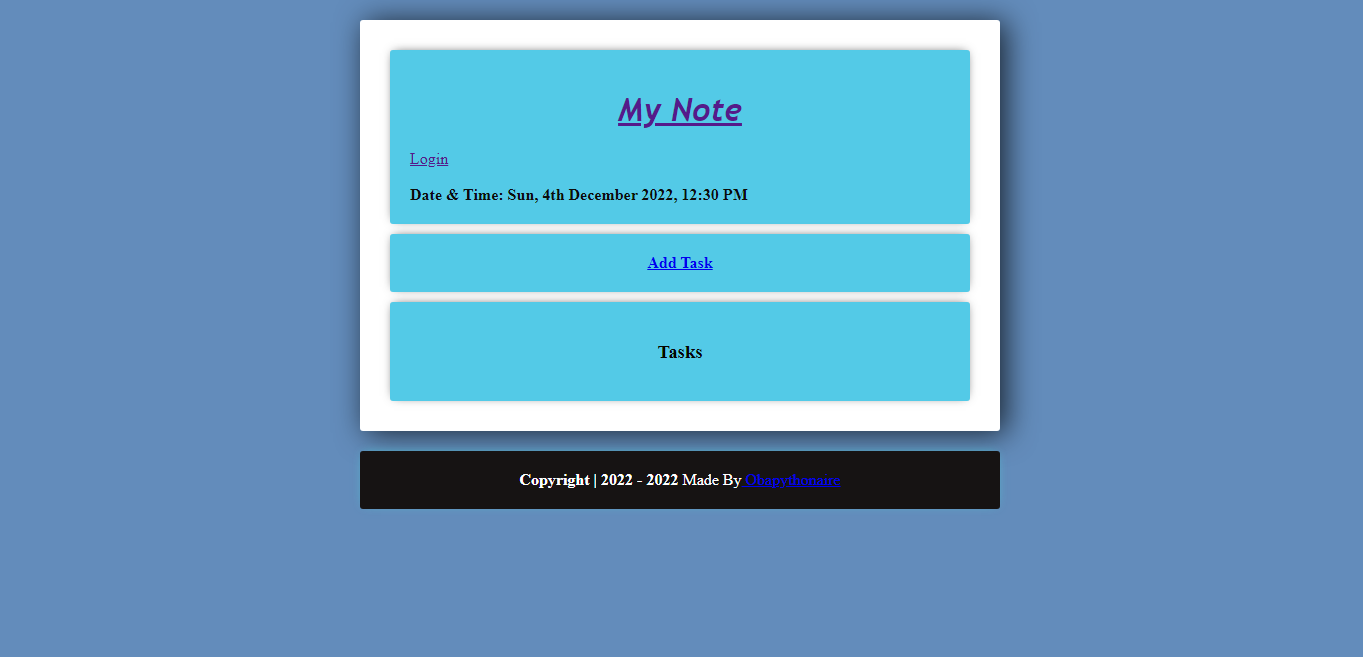 My Note
Login
Date & Time: Sun, 4th December 2022, 12:30 PM
Add Task
Tasks
Copyright | 2022 - 2022 Made By Obapythonaire